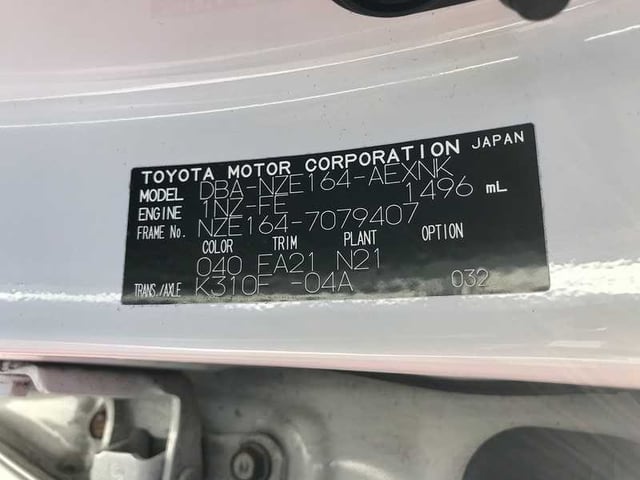 TOYOTA MOTOR CORPORATION JAPAN
MODEL DBA-NZE164-AEXNK
ENGINE 1NZ-FE 1496 mL
FRAME No. NZE164-7079407
COLOR TRIM PLANT OPTION
040 FA21 N21
TRANS./AXLE K310F -04A 032